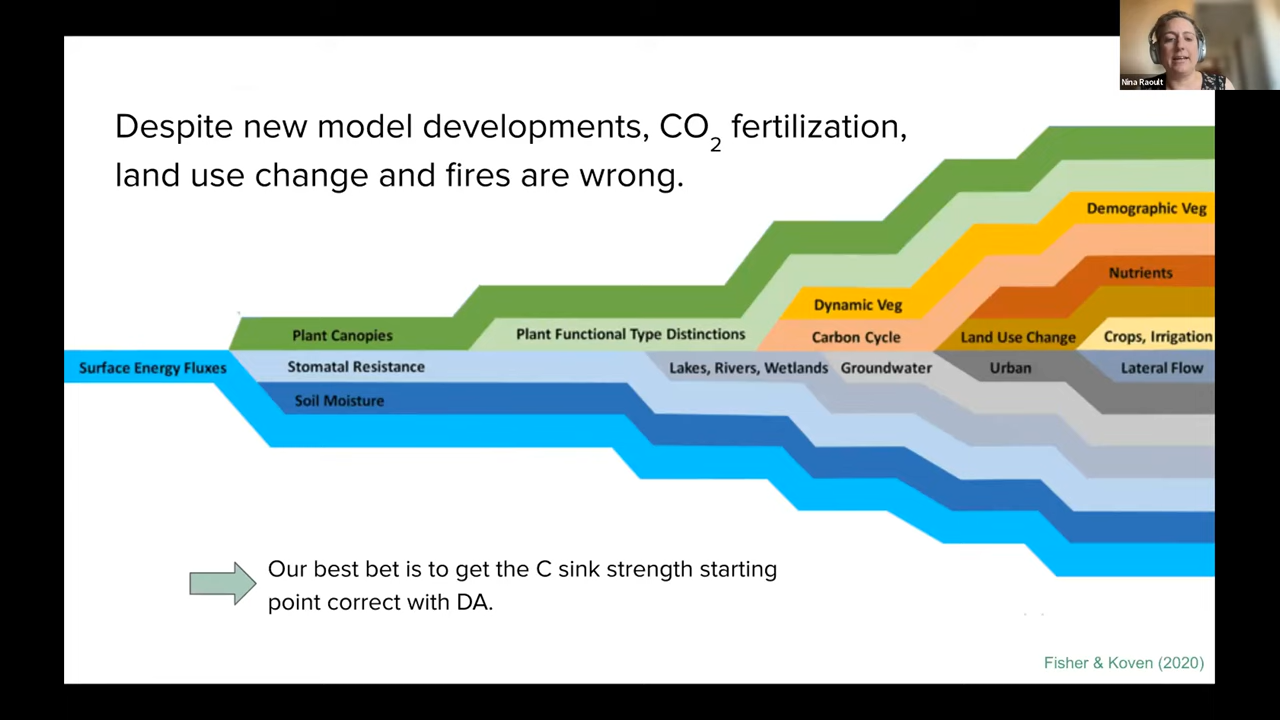 Nina Raoult
Despite new model developments, CO₂ fertilization,
land use change and fires are wrong.
Demographic Veg
Nutrients
Dynamic Veg
Plant Canopies
Plant Functional Type Distinctions
Carbon Cycle
Land Use Change
Crops, Irrigation
Surface Energy Fluxes
Stomatal Resistance
Lakes, Rivers, Wetlands
Groundwater
Urban
Lateral Flow
Soil Moisture
Our best bet is to get the C sink strength starting
point correct with DA.
Fisher & Koven (2020)